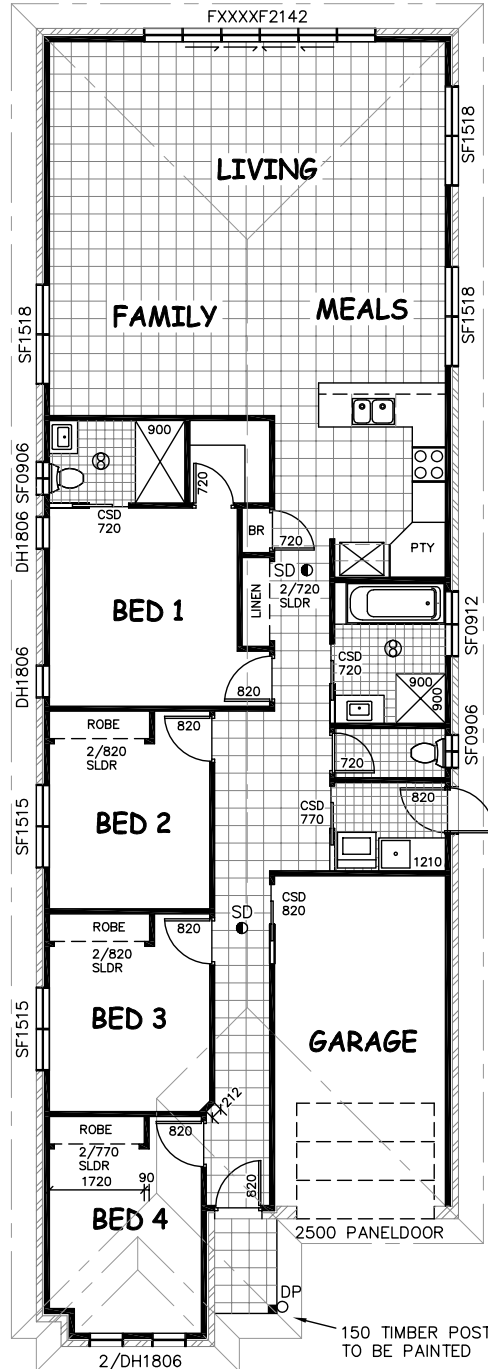 FXXXXF2142
SF1518
LIVING
SF1518
SF1518
FAMILY
MEALS
SF0906
900
CSD
720
720
BR
720
PTY
DH1806
SD
2/720
SLDR
LINEN
BED 1
SF0912
CSD
720
900
900
DH1806
820
SF0906
ROBE
820
2/820
SLDR
720
SF1515
BED 2
CSD
770
820
1210
ROBE
820
2/820
SLDR
SD
CSD
820
SF1515
BED 3
GARAGE
212
ROBE
820
2/770
SLDR
1720
90
820
BED 4
2500 PANELDOOR
DP
150 TIMBER POST
TO BE PAINTED
2/DH1806